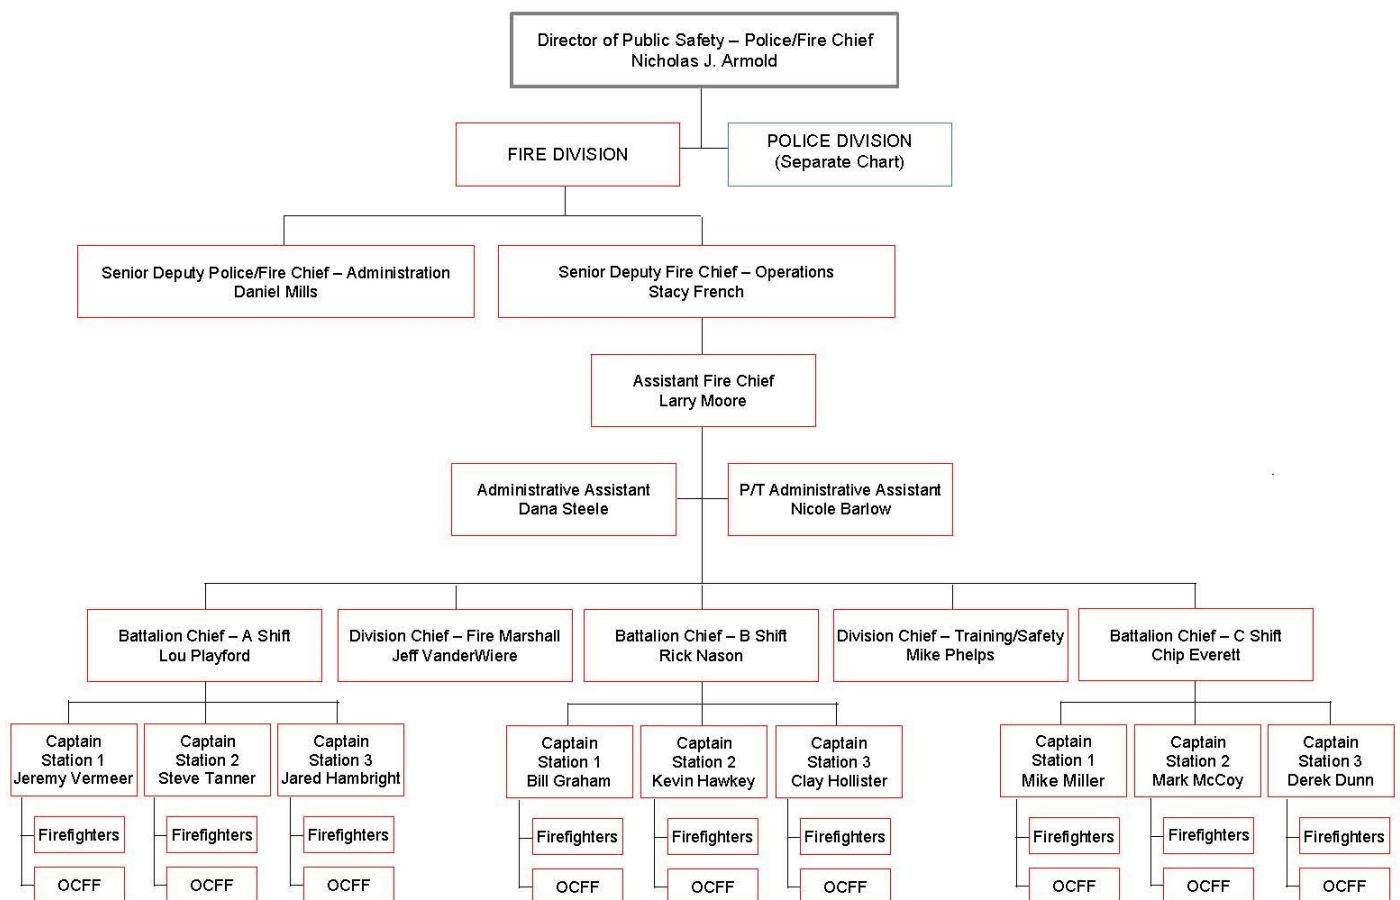 Director of Public Safety – Police/Fire Chief
Nicholas J. Armold
FIRE DIVISION
POLICE DIVISION
(Separate Chart)
Senior Deputy Police/Fire Chief – Administration
Daniel Mills
Senior Deputy Fire Chief – Operations
Stacy French
Assistant Fire Chief
Larry Moore
Administrative Assistant
Dana Steele
P/T Administrative Assistant
Nicole Barlow
Battalion Chief – A Shift
Lou Playford
Division Chief – Fire Marshall
Jeff VanderWiere
Battalion Chief – B Shift
Rick Nason
Division Chief – Training/Safety
Mike Phelps
Battalion Chief – C Shift
Chip Everett
Captain
Station 1
Jeremy Vermeer
Captain
Station 2
Steve Tanner
Captain
Station 3
Jared Hambright
Captain
Station 1
Bill Graham
Captain
Station 2
Kevin Hawkey
Captain
Station 3
Clay Hollister
Captain
Station 1
Mike Miller
Captain
Station 2
Mark McCoy
Captain
Station 3
Derek Dunn
Firefighters
Firefighters
Firefighters
Firefighters
Firefighters
Firefighters
Firefighters
Firefighters
Firefighters
OCFF
OCFF
OCFF
OCFF
OCFF
OCFF
OCFF
OCFF
OCFF